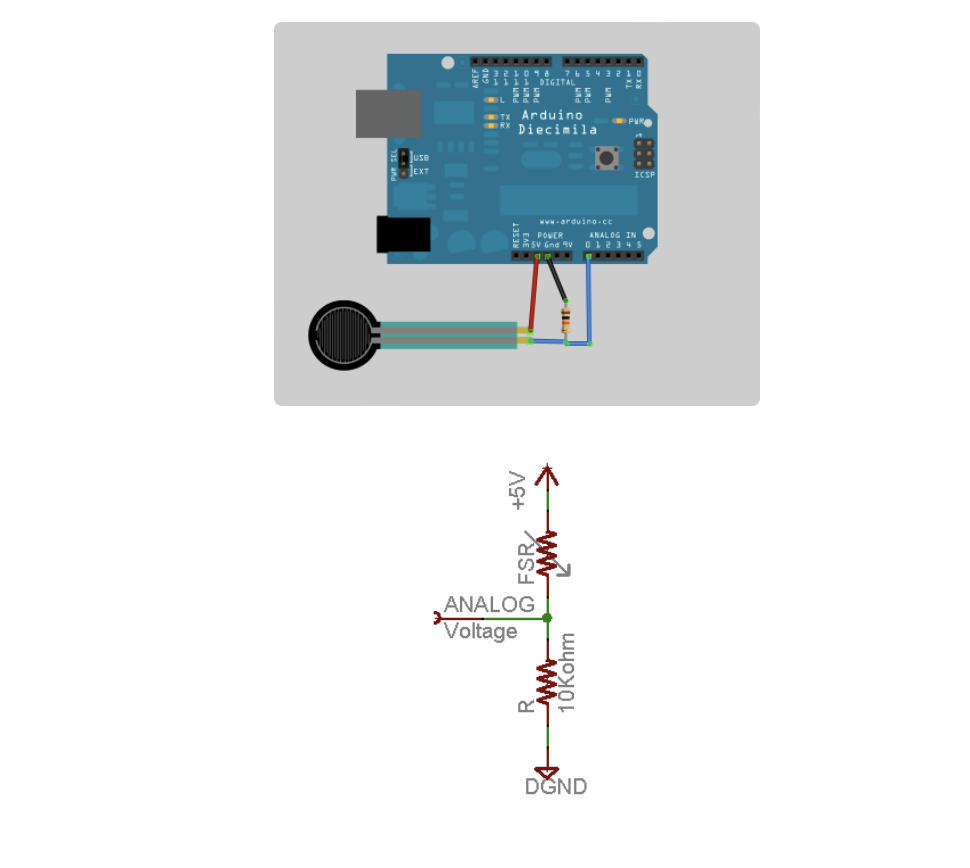 AREF
GND
13
12
11
10
9
8
7
6
5
4
3
2
1
0
TX
RX
PWM
PWM
PWM
PWM
PWM
PWM
DIGITAL
L
TX
RX
Arduino
Diecimila
PWR
PWR SEL
USB
EXT
1
ICSP
www.arduino.cc
RESET
3V3
POWER
5V Gnd 9V
ANALOG IN
0 1 2 3 4 5
+5V
FSR
ANALOG
Voltage
R
10Kohm
DGND